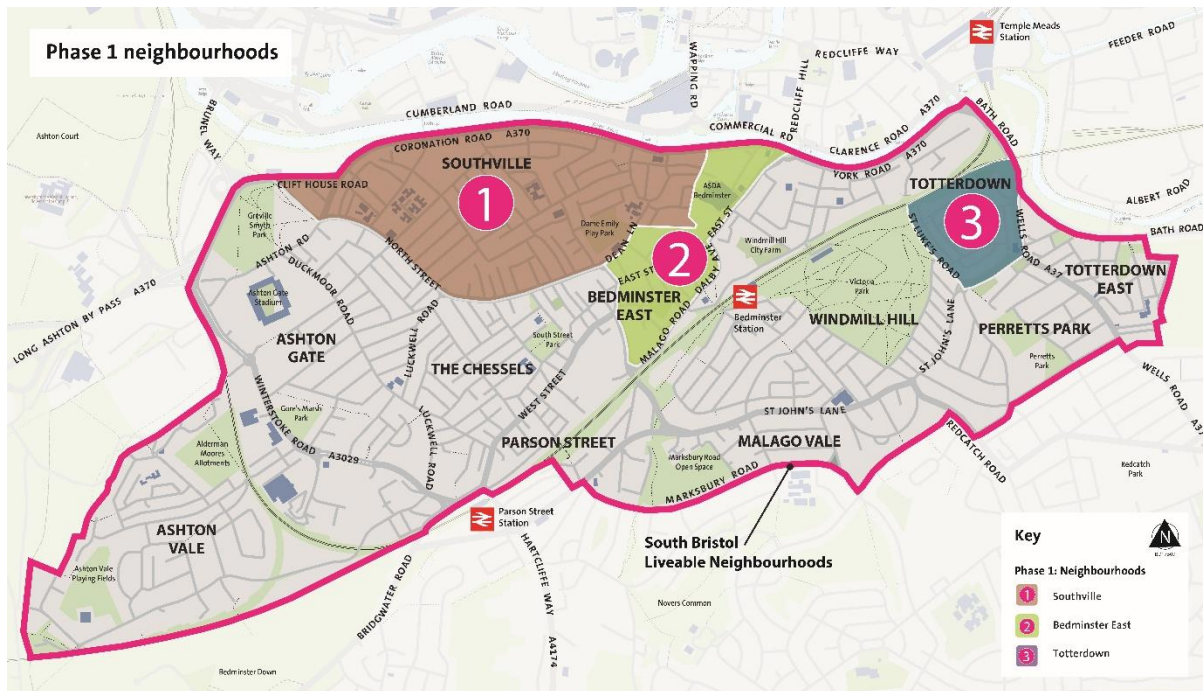 Phase 1 neighbourhoods
Temple Meads
Station
FEEDER ROAD
WAPPING RD
REDCLIFFE WAY
REDCLIFF HILL
CUMBERLAND ROAD
COMMERCIAL RD
CLARENCE ROAD A370
BATH ROAD
BRUNEL WAY
Ashton Court
CORONATION ROAD A370
SOUTHVILLE
1
CLIFT HOUSE ROAD
YORK ROAD A370
TOTTERDOWN
3
ALBERT ROAD
BATH ROAD
ASDA
Bedminster
Greville
Smyth
Park
Dame Emily
Play Park
DEAN LN
EAST ST
2
DALBY AVE
EAST ST
Windmill Hill
City Farm
ST LUKE'S ROAD
WELLS ROAD A37
TOTTERDOWN
EAST
ASHTON RD
NORTH STREET
DUCKMOOR ROAD
Ashton Gate
Stadium
LONG ASHTON BY PASS A370
BEDMINSTER
EAST
MALAGO ROAD
Bedminster
Station
Victoria
Park
WINDMILL HILL
PERRETTS PARK
Perretts
Park
ST JOHN'S LANE
ASHTON
GATE
LUCKWELL ROAD
South Street
Park
THE CHESSELS
WEST STREET
WELLS ROAD A37
WINTERSTOKE ROAD A3029
Gore's Marsh
Park
LUCKWELL ROAD
ST JOHN'S LANE
PARSON STREET
MALAGO VALE
REDCATCH ROAD
Redcatch
Park
Alderman
Moores
Allotments
Marksbury Road
Open Space
MARKSBURY ROAD
ASHTON
VALE
Parson Street
Station
Ashton Vale
Playing Fields
South Bristol
Liveable Neighbourhoods
HARTCLIFFE WAY
A4174
BRIDGWATER ROAD
Novers Common
Bedminster Down
Key
N
Phase 1: Neighbourhoods
1 Southville
2 Bedminster East
3 Totterdown